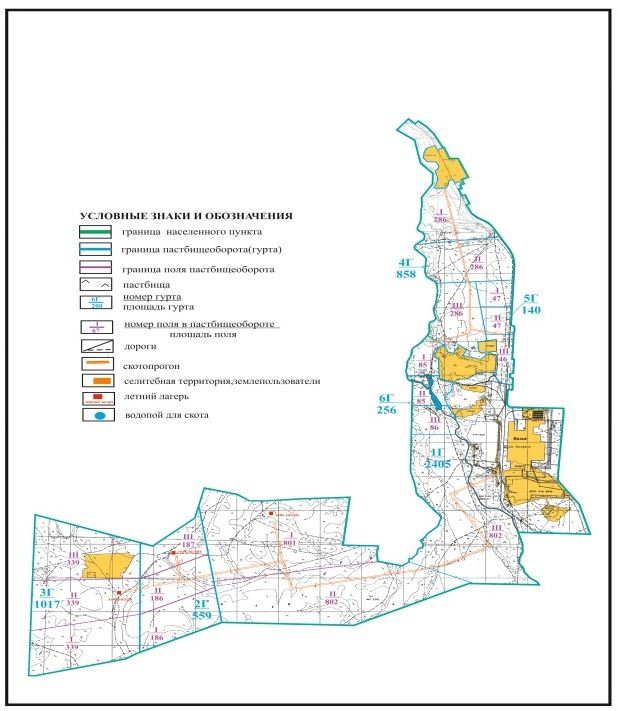 УСЛОВНЫЕ ЗНАКИ И ОБОЗНАЧЕНИЯ
граница населенного пункта
граница пастбищеоборота(гурта)
граница поля пастбищеоборота
пастбища
6Г
200
номер гурта
площадь гурта
I
67
номер поля в пастбищеобороте
площадь поля
дороги
скотопрогон
селитебная территория,землепользователи
летний лагерь
водопой для скота
I
286
II
286
4Г
858
III
286
I
47
5Г
140
II
47
III
46
I
85
II
85
6Г
256
III
86
1Г
2405
III
802
I
801
III
187
III
339
3Г
1017
II
339
II
186
2Г
559
II
802
I
186
I
339